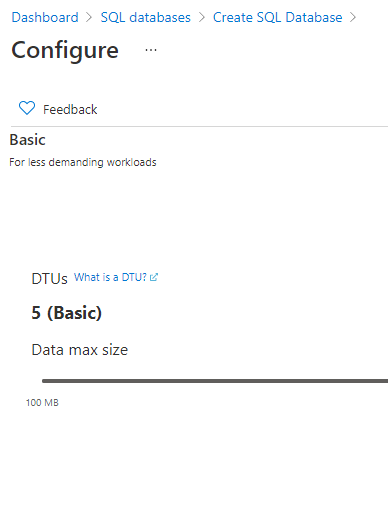 Dashboard > SQL databases > Create SQL Database >
Configure ...
Feedback
Basic
For less demanding workloads
DTUs What is a DTU?
5 (Basic)
Data max size
100 MB